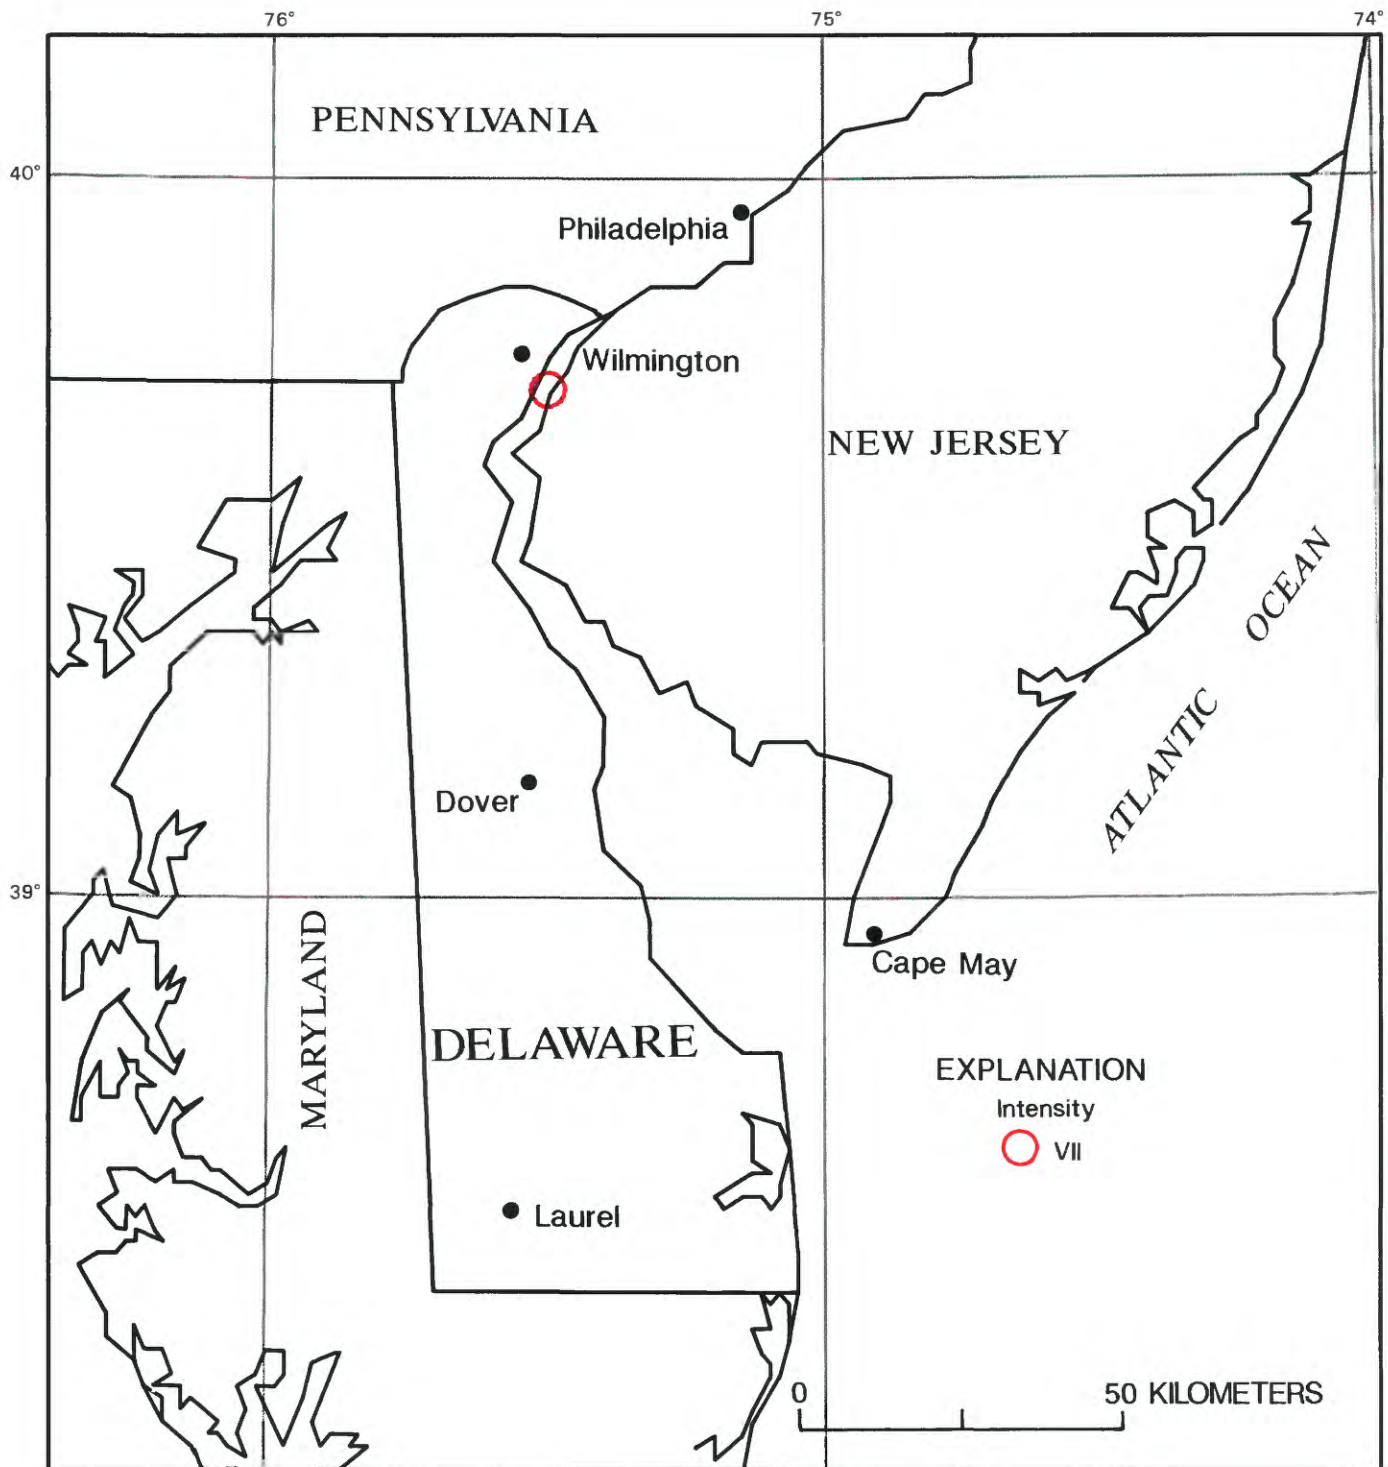 76° 75° 74°
PENNSYLVANIA
40°
Philadelphia
Wilmington
NEW JERSEY
ATLANTIC OCEAN
Dover
39°
Cape May
MARYLAND
DELAWARE
EXPLANATION
Intensity
VII
Laurel
0 50 KILOMETERS